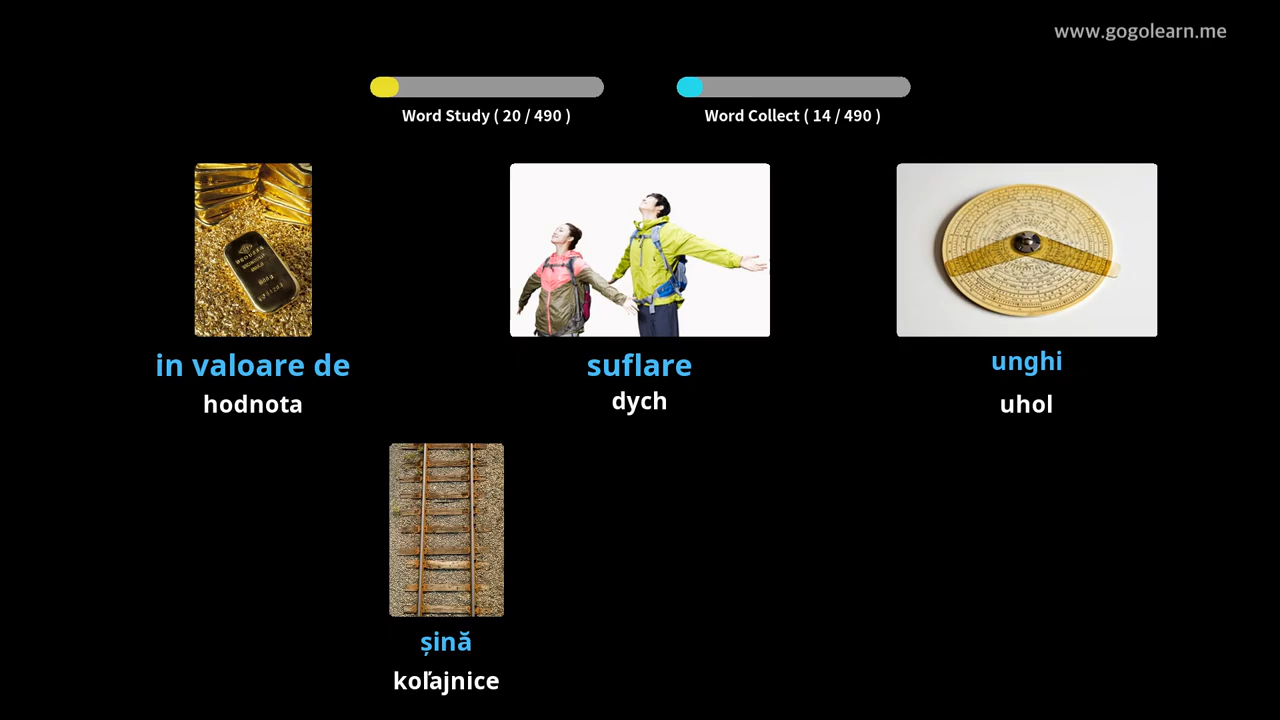 www.gogolearn.me
Word Study ( 20 / 490 )
Word Collect ( 14 / 490 )
in valoare de
hodnota
suflare
dych
unghi
uhol
șină
koľajnice